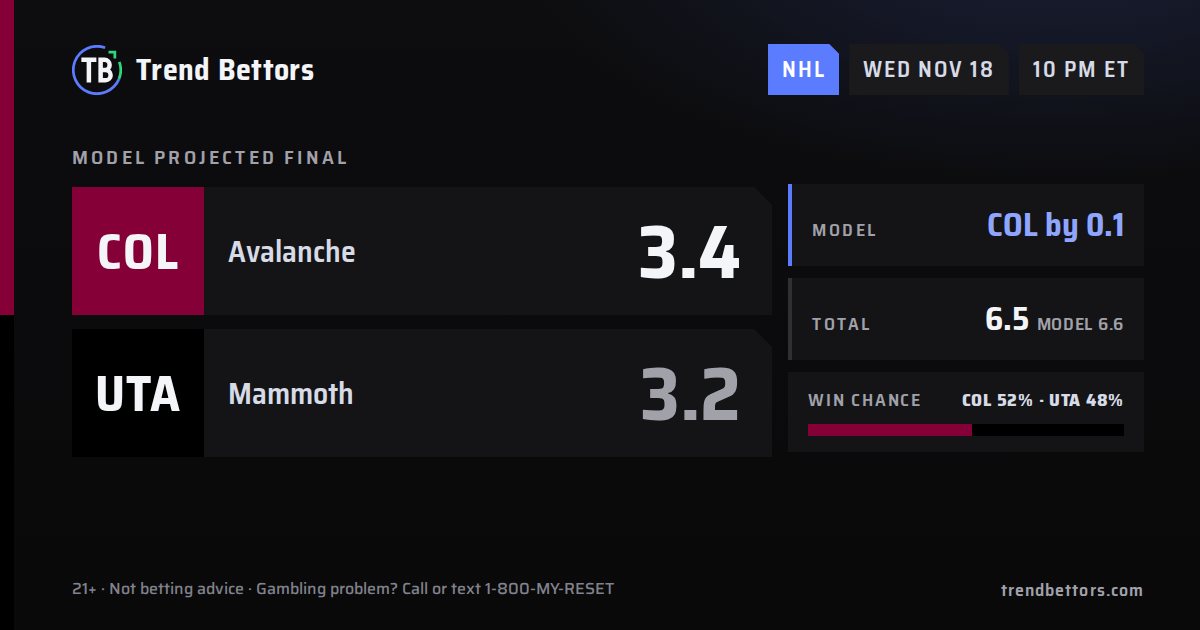 TB Trend Bettors
NHL WED NOV 18 10 PM ET
MODEL PROJECTED FINAL
COL Avalanche 3.4
UTA Mammoth 3.2
MODEL COL by 0.1
TOTAL 6.5 MODEL 6.6
WIN CHANCE COL 52% · UTA 48%
21+ · Not betting advice · Gambling problem? Call or text 1-800-MY-RESET
trendbettors.com